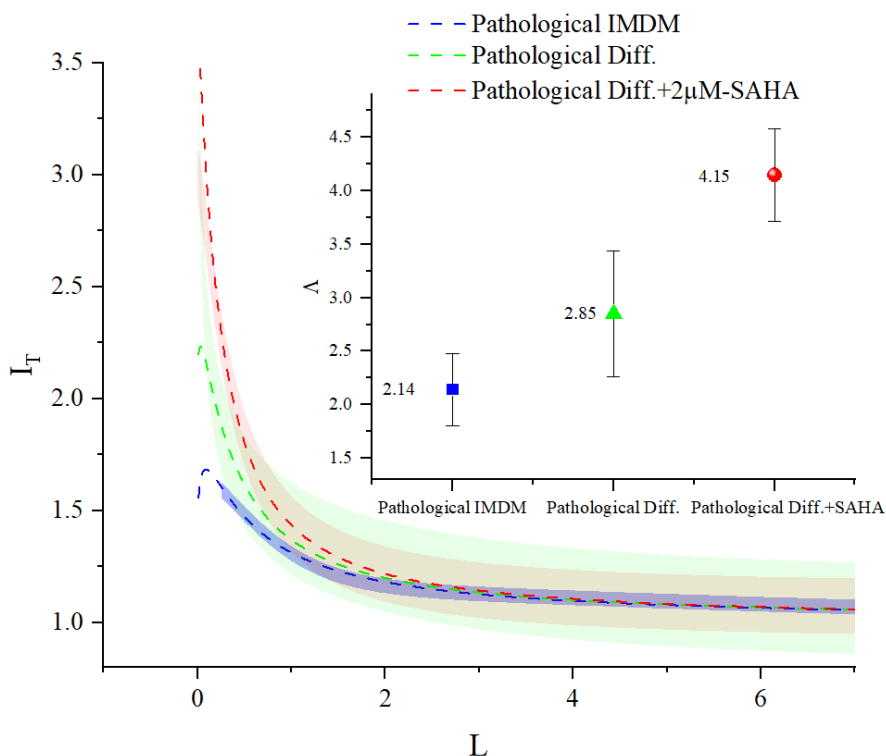 Pathological IMDM
Pathological Diff.
Pathological Diff.+2μM-SAHA
3.5
3.0
2.5
2.0
1.5
1.0
I_T
0
2
4
6
L
4.5
4.0
3.5
3.0
2.5
2.0
1.5
Λ
2.14
2.85
4.15
Pathological IMDM
Pathological Diff.
Pathological Diff.+SAHA